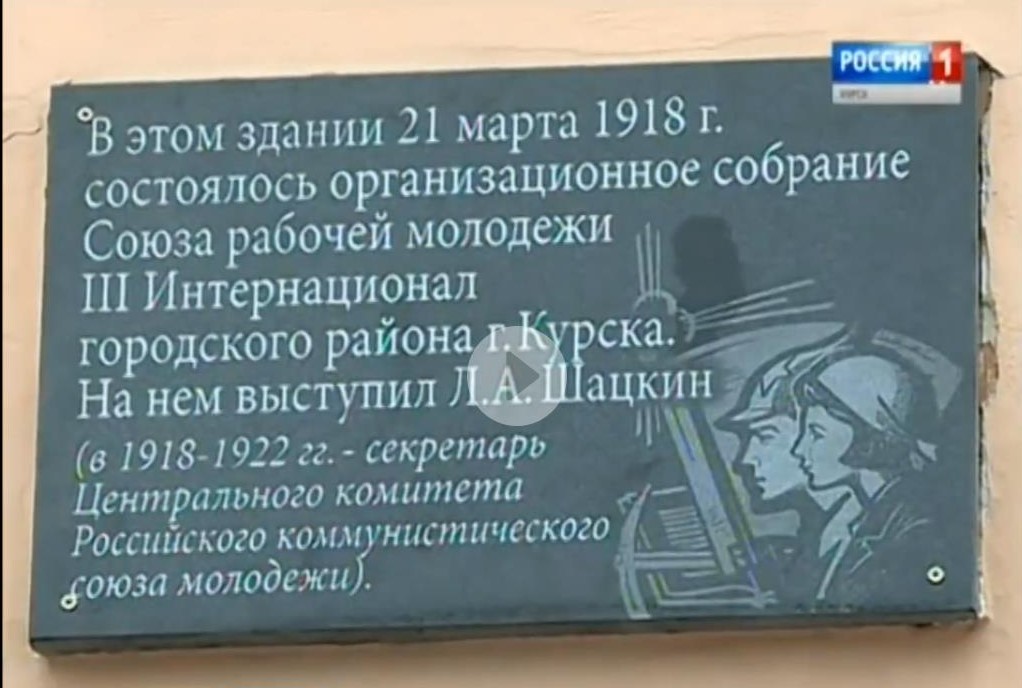 РОССИЯ 1
КУРСК
В этом здании 21 марта 1918 г.
состоялось организационное собрание
Союза рабочей молодежи
III Интернационал
городского района г. Курска.
На нем выступил Л.А. Шацкин
(в 1918-1922 гг. - секретарь
Центрального комитета
Российского коммунистического
союза молодежи).